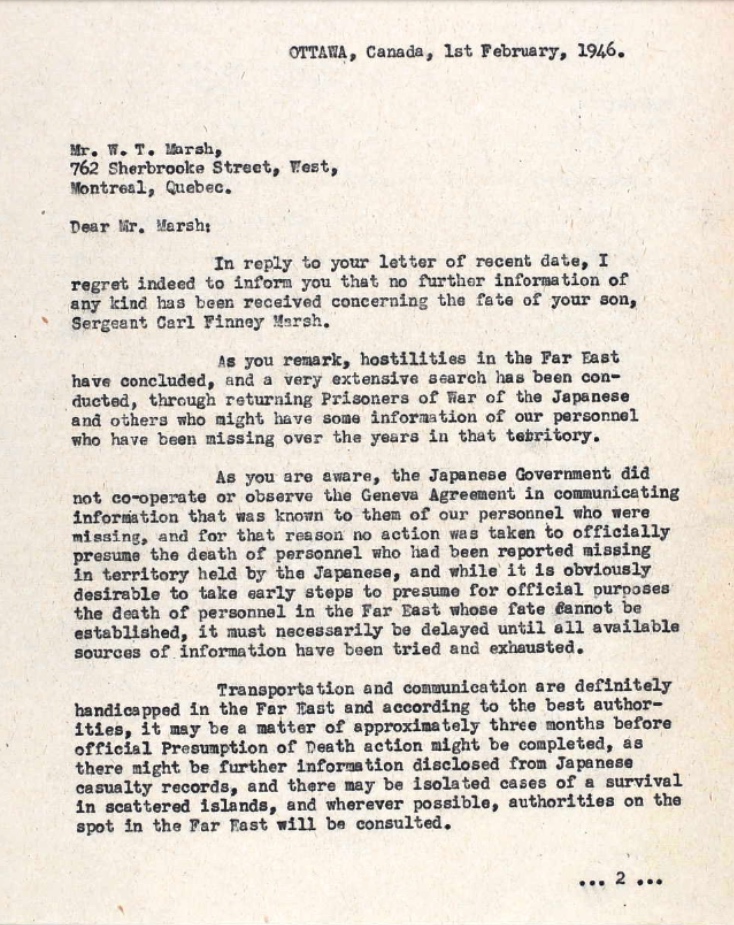 OTTAWA, Canada, 1st February, 1946.
Mr. W. T. Marsh,
762 Sherbrooke Street, West,
Montreal, Quebec.
Dear Mr. Marsh:
In reply to your letter of recent date, I
regret indeed to inform you that no further information of
any kind has been received concerning the fate of your son,
Sergeant Carl Finney Marsh.
As you remark, hostilities in the Far East
have concluded, and a very extensive search has been con-
ducted, through returning Prisoners of War of the Japanese
and others who might have some information of our personnel
who have been missing over the years in that territory.
As you are aware, the Japanese Government did
not co-operate or observe the Geneva Agreement in communicating
information that was known to them of our personnel who were
missing, and for that reason no action was taken to officially
presume the death of personnel who had been reported missing
in territory held by the Japanese, and while it is obviously
desirable to take early steps to presume for official purposes
the death of personnel in the Far East whose fate cannot be
established, it must necessarily be delayed until all available
sources of information have been tried and exhausted.
Transportation and communication are definitely
handicapped in the Far East and according to the best author-
ities, it may be a matter of approximately three months before
official Presumption of Death action might be completed, as
there might be further information disclosed from Japanese
casualty records, and there may be isolated cases of a survival
in scattered islands, and wherever possible, authorities on the
spot in the Far East will be consulted.
... 2 ...